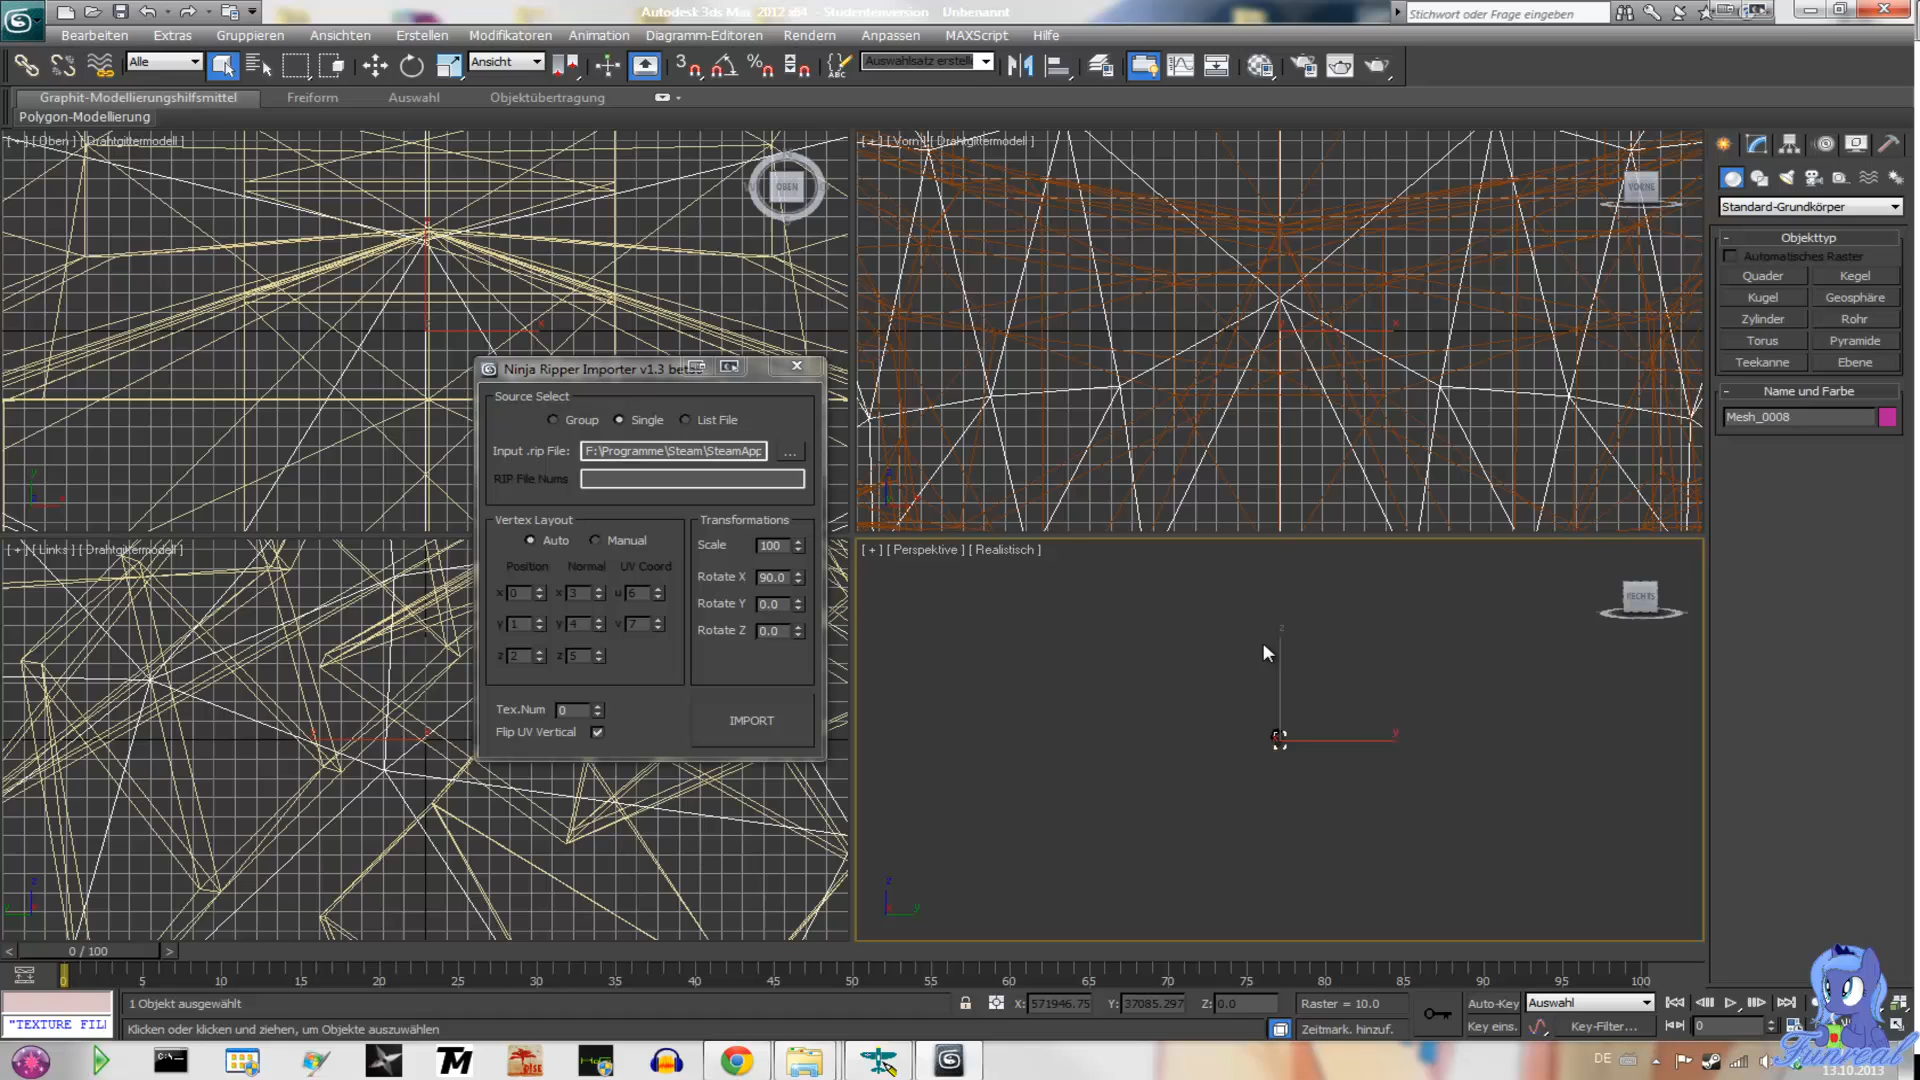 Autodesk 3ds Max 2012 x64 - Studentenversion Unbenannt
Stichwort oder Frage eingeben
Bearbeiten Extras Gruppieren Ansichten Erstellen Modifikatoren Animation Diagramm-Editoren Rendern Anpassen MAXScript Hilfe
Alle
Ansicht
3
ABC
Auswahlsatz erstelle
Graphit-Modellierungshilfsmittel Freiform Auswahl Objektübertragung
Polygon-Modellierung
[ + ] [ Oben ] [ Drahtgittermodell ]
OBEN
[ + ] [ Vorn ] [ Drahtgittermodell ]
VORNE
Standard-Grundkörper
- Objekttyp
Automatisches Raster
Quader Kegel
Kugel Geosphäre
Zylinder Rohr
Torus Pyramide
Teekanne Ebene
- Name und Farbe
Mesh_0008
Ninja Ripper Importer v1.3
Source Select
Group Single List File
Input .rip File: F:\Programme\Steam\SteamApp
...
RIP File Nums
Vertex Layout
Auto Manual
Position Normal UV Coord
x 0 x 3 u 6
y 1 y 4 v 7
z 2 z 5
Transformations
Scale 100
Rotate X 90.0
Rotate Y 0.0
Rotate Z 0.0
Tex.Num 0
Flip UV Vertical
IMPORT
[ + ] [ Links ] [ Drahtgittermodell ]
[ + ] [ Perspektive ] [ Realistisch ]
RECHTS
z
y
< 0 / 100 >
0 5 10 15 20 25 30 35 40 45 50 55 60 65 70 75 80 85 90 95 100
1 Objekt ausgewählt
X: 571946.75 Y: 37085.297 Z: 0.0
Raster = 10.0
Auto-Key Auswahl
"TEXTURE FIL
Klicken oder klicken und ziehen, um Objekte auszuwählen
Zeitmark. hinzuf.
Key eins. Key-Filter...
0
Funreal
DE
13.10.2013